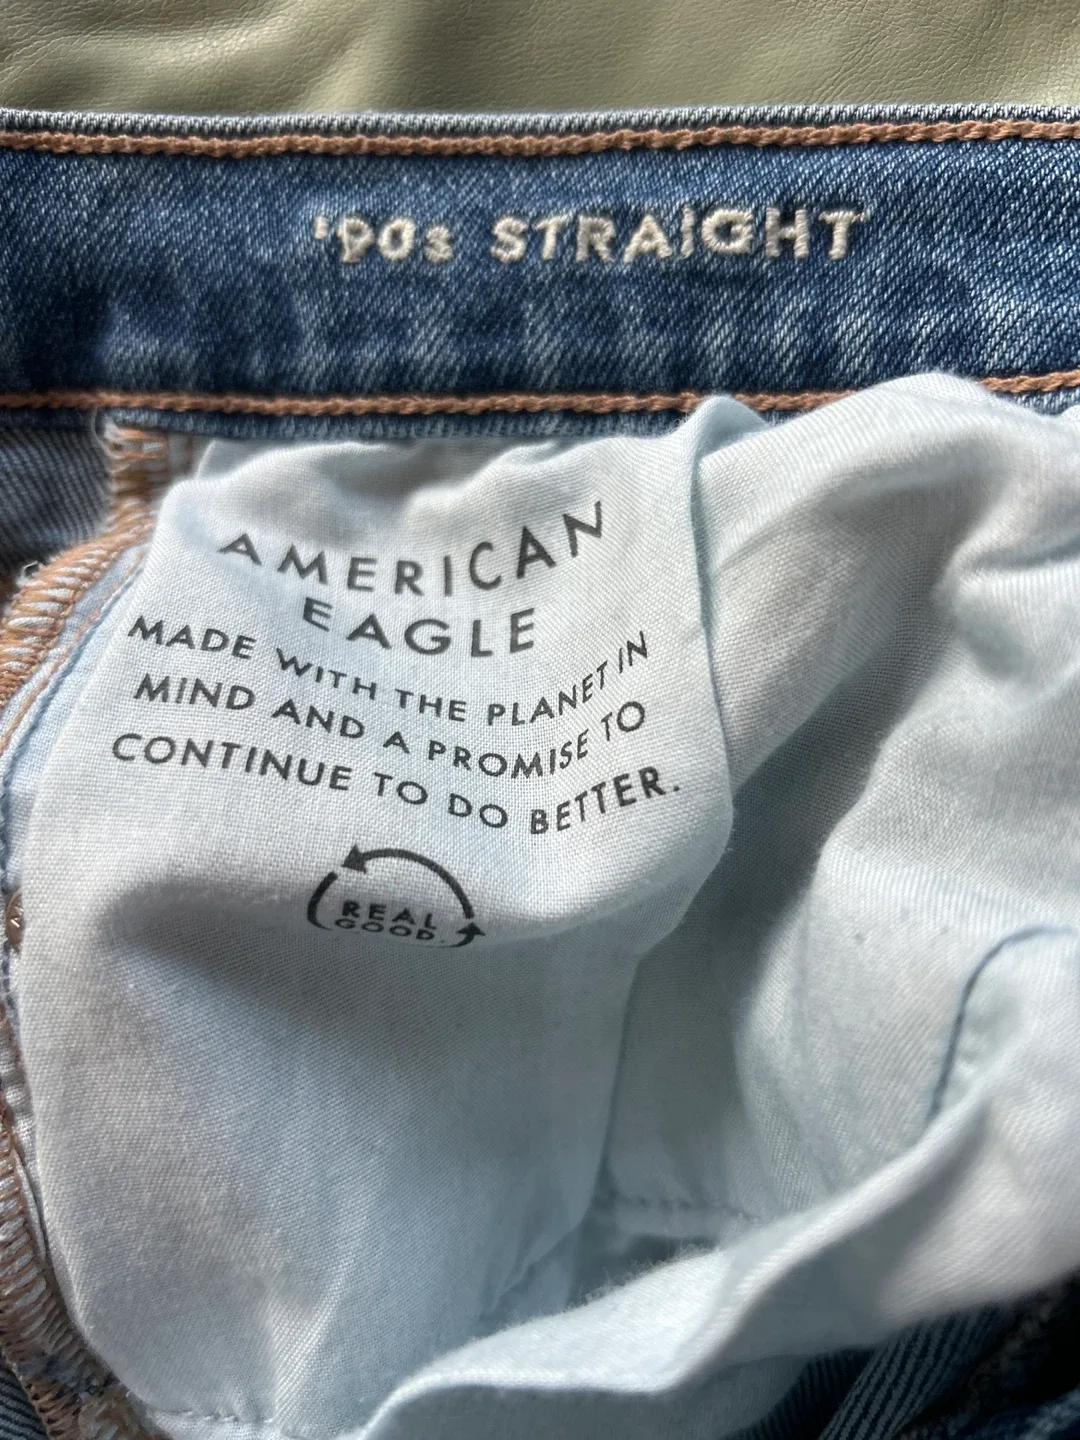 '90s STRAIGHT
AMERICAN
EAGLE
MADE WITH THE PLANET IN
MIND AND A PROMISE TO
CONTINUE TO DO BETTER.
REAL
GOOD.